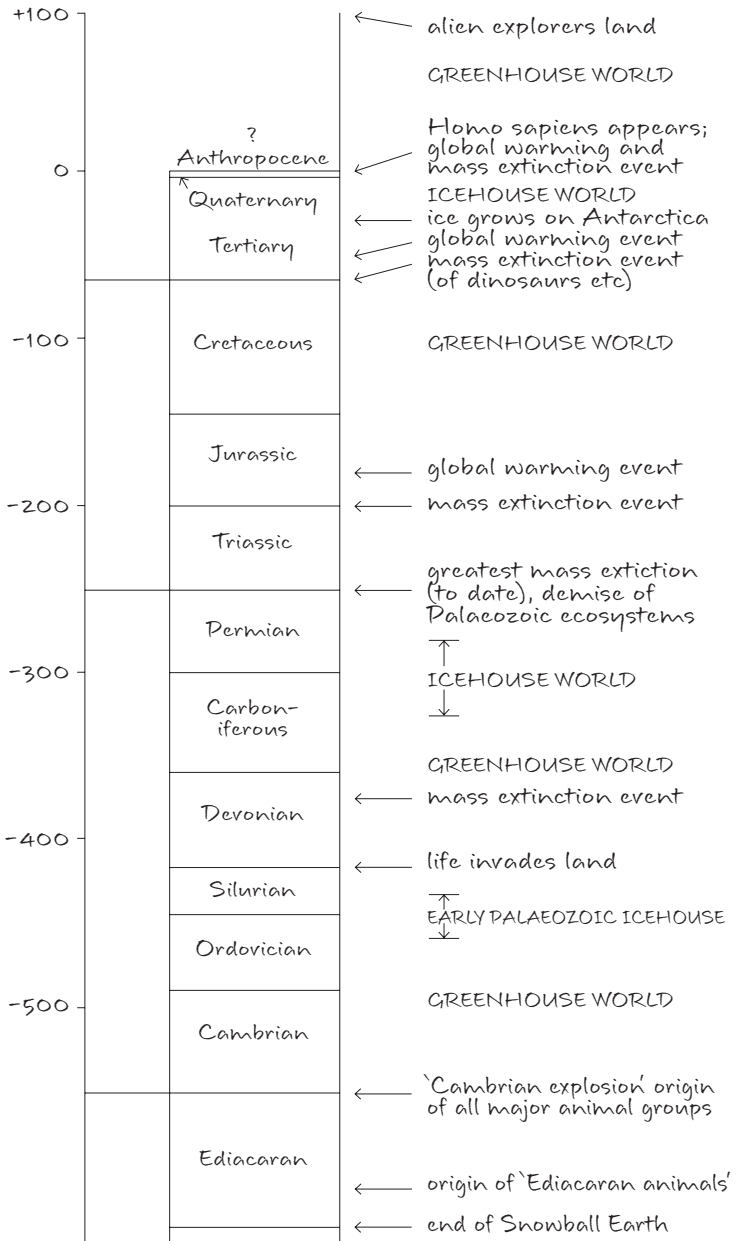 +100
alien explorers land
GREENHOUSE WORLD
?
Anthropocene
Homo sapiens appears;
global warming and
mass extinction event
0
Quaternary
ICEHOUSE WORLD
ice grows on Antarctica
Tertiary
global warming event
mass extinction event
(of dinosaurs etc)
-100
Cretaceous
GREENHOUSE WORLD
Jurassic
global warming event
-200
mass extinction event
Triassic
greatest mass extiction
(to date), demise of
Palaeozoic ecosystems
Permian
-300
ICEHOUSE WORLD
Carbon-
iferous
GREENHOUSE WORLD
mass extinction event
Devonian
-400
life invades land
Silurian
EARLY PALAEOZOIC ICEHOUSE
Ordovician
-500
GREENHOUSE WORLD
Cambrian
‘Cambrian explosion’ origin
of all major animal groups
Ediacaran
origin of ‘Ediacaran animals’
end of Snowball Earth